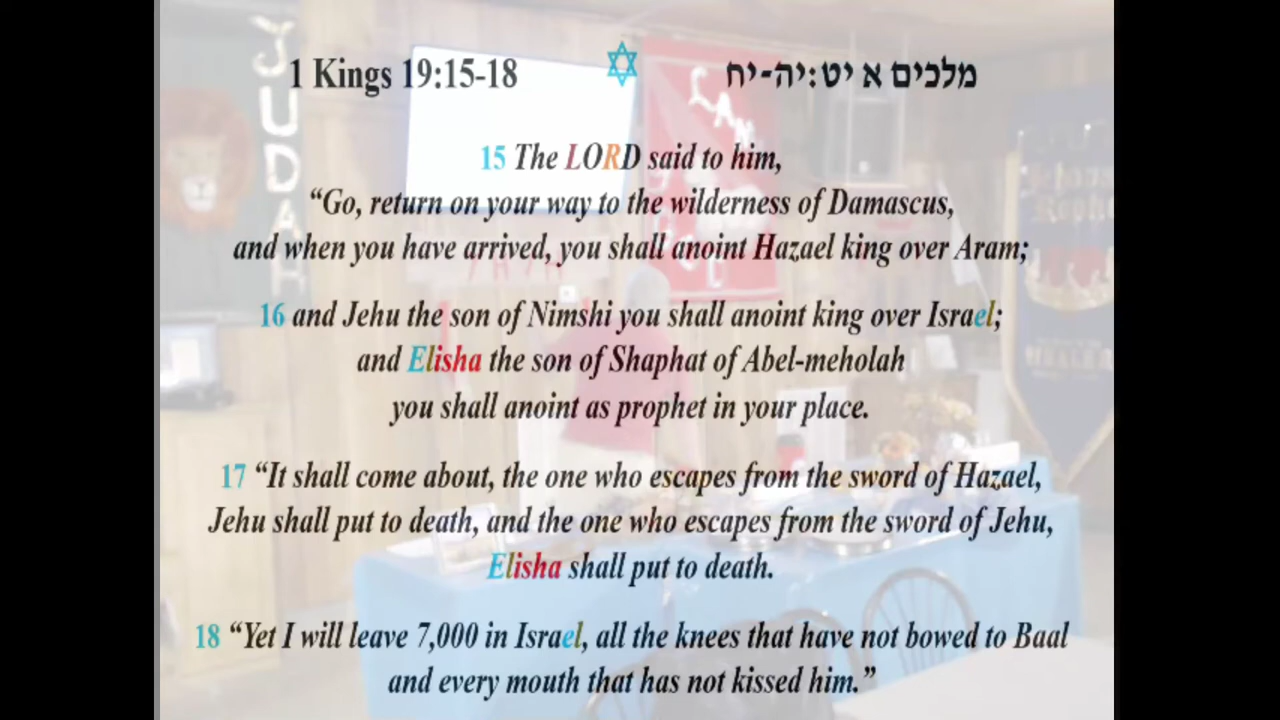 1 Kings 19:15-18
מלכים א יט:יה-יח
15 The LORD said to him,
“Go, return on your way to the wilderness of Damascus,
and when you have arrived, you shall anoint Hazael king over Aram;
16 and Jehu the son of Nimshi you shall anoint king over Israel;
and Elisha the son of Shaphat of Abel-meholah
you shall anoint as prophet in your place.
17 “It shall come about, the one who escapes from the sword of Hazael,
Jehu shall put to death, and the one who escapes from the sword of Jehu,
Elisha shall put to death.
18 “Yet I will leave 7,000 in Israel, all the knees that have not bowed to Baal
and every mouth that has not kissed him.”
JUDAH